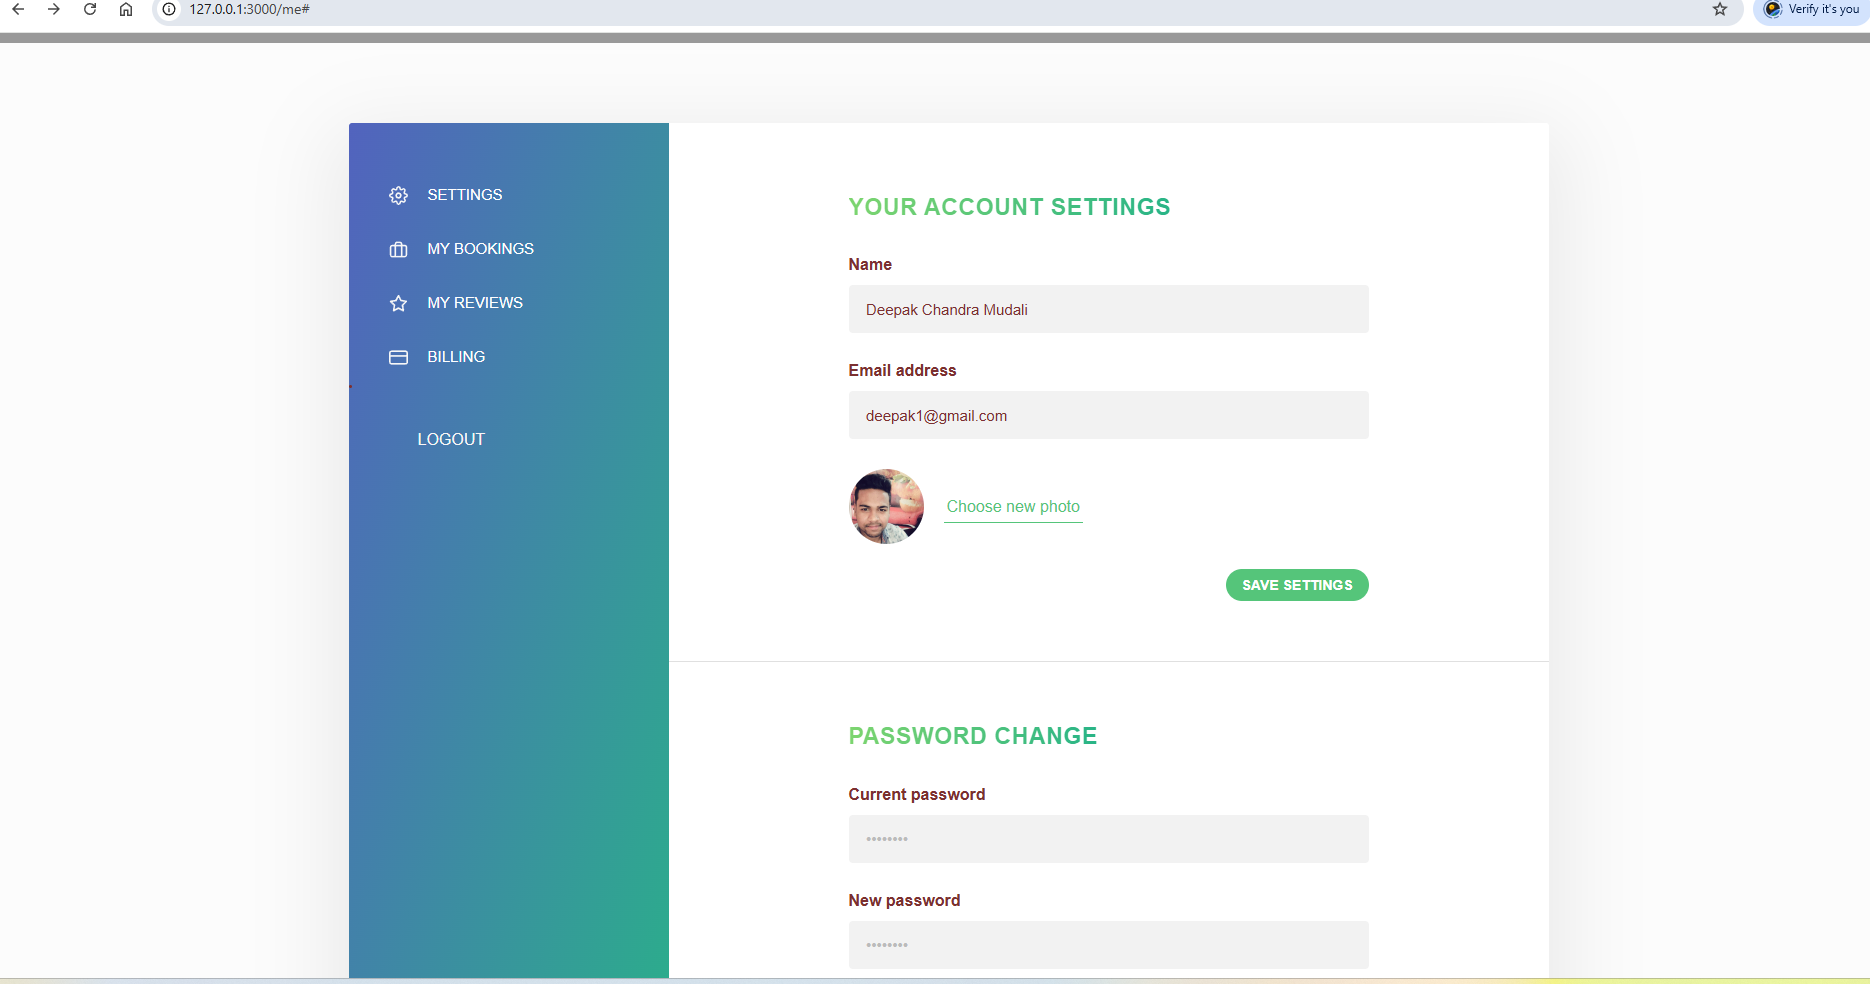 127.0.0.1:3000/me#
Verify it's you
SETTINGS
MY BOOKINGS
MY REVIEWS
BILLING
LOGOUT
YOUR ACCOUNT SETTINGS
Name
Deepak Chandra Mudali
Email address
deepak1@gmail.com
Choose new photo
SAVE SETTINGS
PASSWORD CHANGE
Current password
••••••••
New password
••••••••